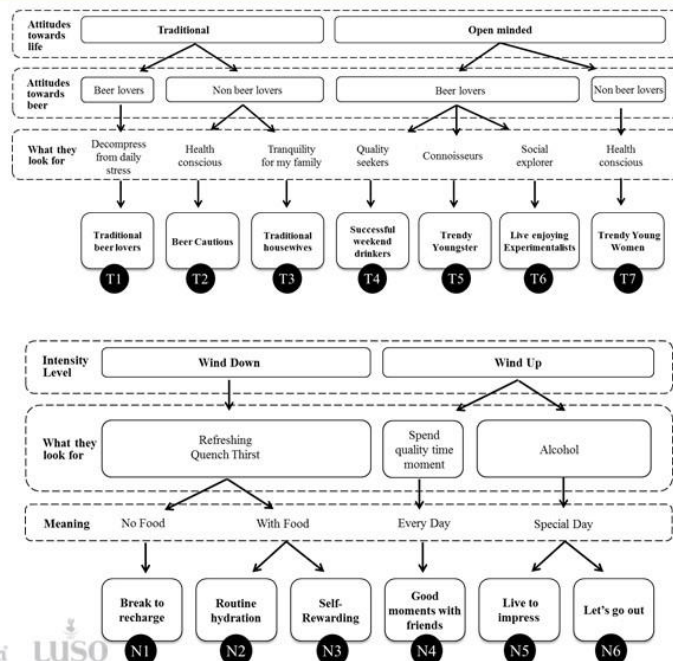 Attitudes
towards
life
Traditional
Open minded
Attitudes
towards
beer
Beer lovers
Non beer lovers
Beer lovers
Non beer lovers
What they
look for
Decompress
from daily
stress
Health
conscious
Tranquility
for my family
Quality
seekers
Connoisseurs
Social
explorer
Health
conscious
Traditional
beer lovers
Beer Cautious
Traditional
housewives
Successful
weekend
drinkers
Trendy
Youngster
Live enjoying
Experimentalists
Trendy Young
Women
T1
T2
T3
T4
T5
T6
T7
Intensity
Level
Wind Down
Wind Up
What they
look for
Refreshing
Quench Thirst
Spend
quality time
moment
Alcohol
Meaning
No Food
With Food
Every Day
Special Day
Break to
recharge
Routine
hydration
Self-
Rewarding
Good
moments with
friends
Live to
impress
Let's go out
N1
N2
N3
N4
N5
N6
LUSO